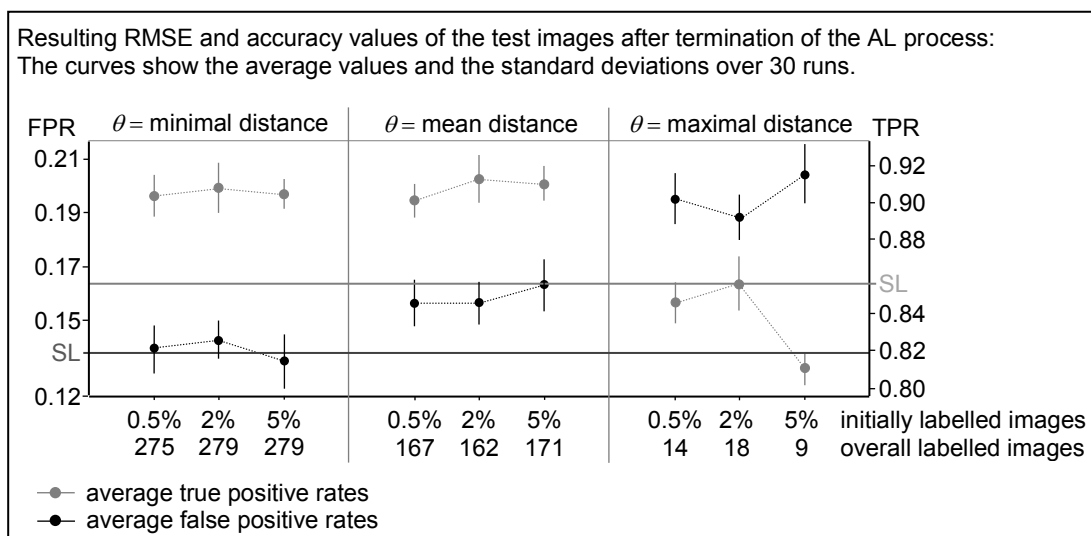 Resulting RMSE and accuracy values of the test images after termination of the AL process:
The curves show the average values and the standard deviations over 30 runs.
FPR θ = minimal distance θ = mean distance θ = maximal distance TPR
0.21 0.92
0.19 0.90
0.88
0.17
SL
0.15 0.84
SL 0.82
0.12 0.80
0.5% 2% 5% 0.5% 2% 5% 0.5% 2% 5% initially labelled images
275 279 279 167 162 171 14 18 9 overall labelled images
average true positive rates
average false positive rates